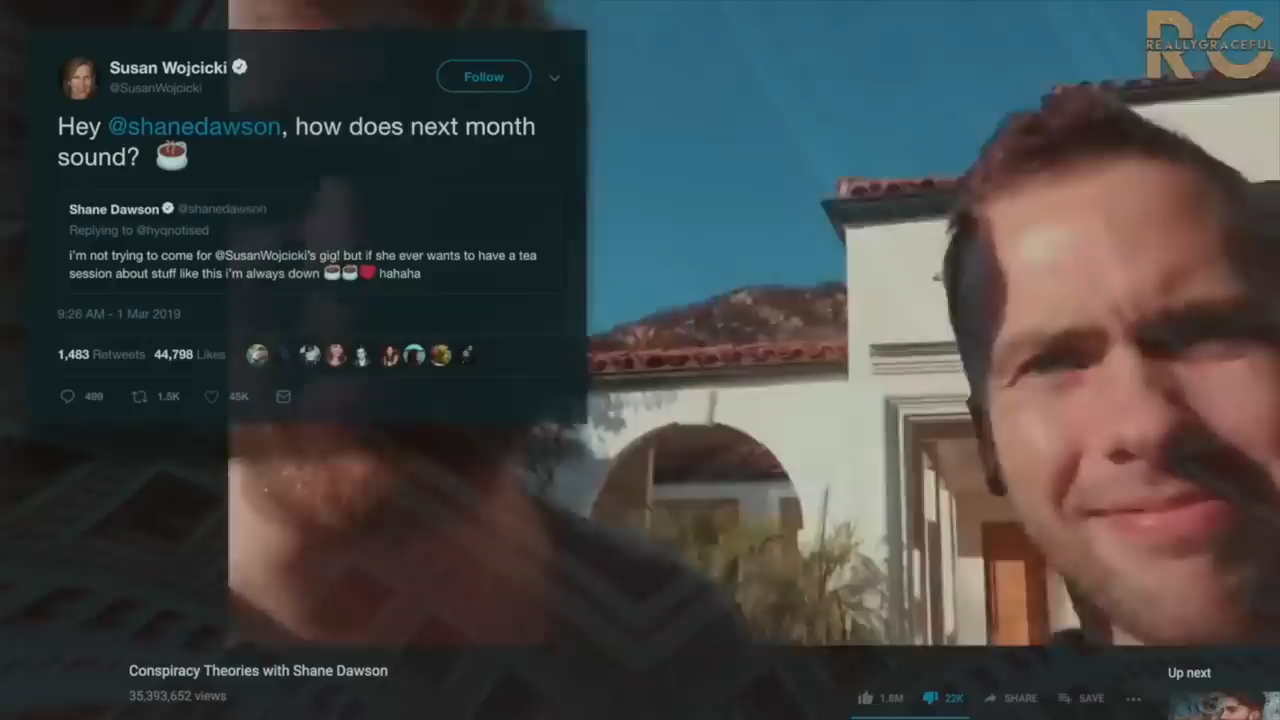 RG
REALLYGRACEFUL
Susan Wojcicki
@SusanWojcicki
Follow
Hey @shanedawson, how does next month
sound?
Shane Dawson @shanedawson
Replying to @hyqnotised
i'm not trying to come for @SusanWojcicki's gig! but if she ever wants to have a tea
session about stuff like this i'm always down hahaha
9:26 AM - 1 Mar 2019
1,483 Retweets 44,798 Likes
499 1.5K 45K
Conspiracy Theories with Shane Dawson
Up next
35,393,652 views
1.8M 22K SHARE SAVE